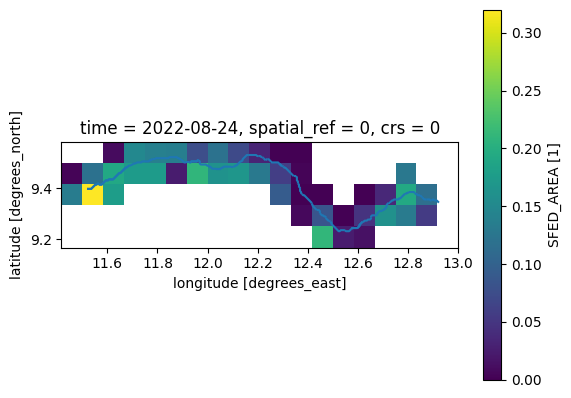 time = 2022-08-24, spatial_ref = 0, crs = 0
latitude [degrees_north]
9.4
9.2
11.6 11.8 12.0 12.2 12.4 12.6 12.8 13.0
longitude [degrees_east]
0.30
0.25
0.20
0.15
0.10
0.05
0.00
SFED_AREA [1]